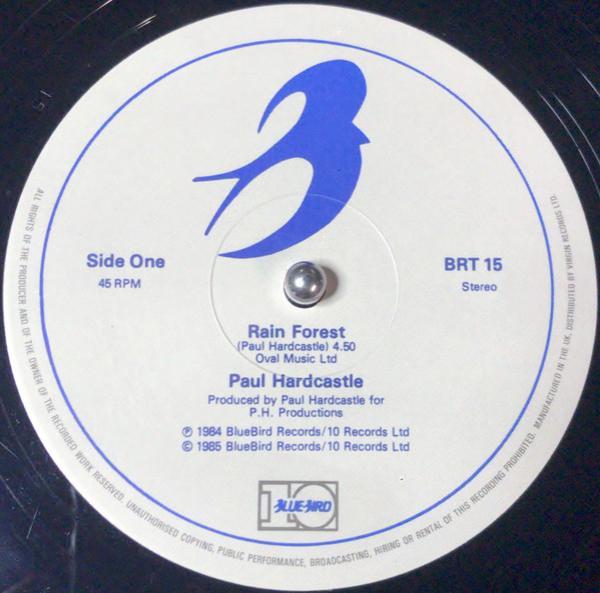 Side One
45 RPM
BRT 15
Stereo
Rain Forest
(Paul Hardcastle) 4.50
Oval Music Ltd
Paul Hardcastle
Produced by Paul Hardcastle for
P.H. Productions
℗ 1984 BlueBird Records/10 Records Ltd
© 1985 BlueBird Records/10 Records Ltd
10
BLUEBIRD
ALL RIGHTS OF THE PRODUCER AND OF THE OWNER OF THE RECORDED WORK RESERVED. UNAUTHORISED COPYING, PUBLIC PERFORMANCE, BROADCASTING, HIRING OR RENTAL OF THIS RECORDING PROHIBITED. MANUFACTURED IN THE UK. DISTRIBUTED BY VIRGIN RECORDS LTD.